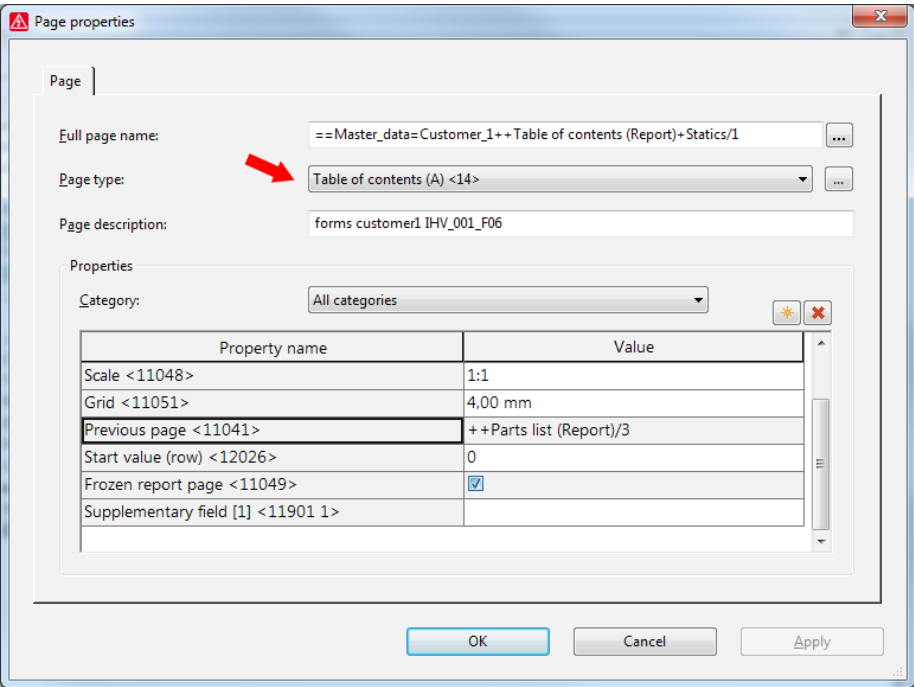 Page properties
Page
Full page name: ==Master_data=Customer_1++Table of contents (Report)+Statics/1 ...
Page type: Table of contents (A) <14> ...
Page description: forms customer1 IHV_001_F06
Properties
Category: All categories
Property name Value
Scale <11048> 1:1
Grid <11051> 4,00 mm
Previous page <11041> ++Parts list (Report)/3
Start value (row) <12026> 0
Frozen report page <11049>
Supplementary field [1] <11901 1>
OK Cancel Apply